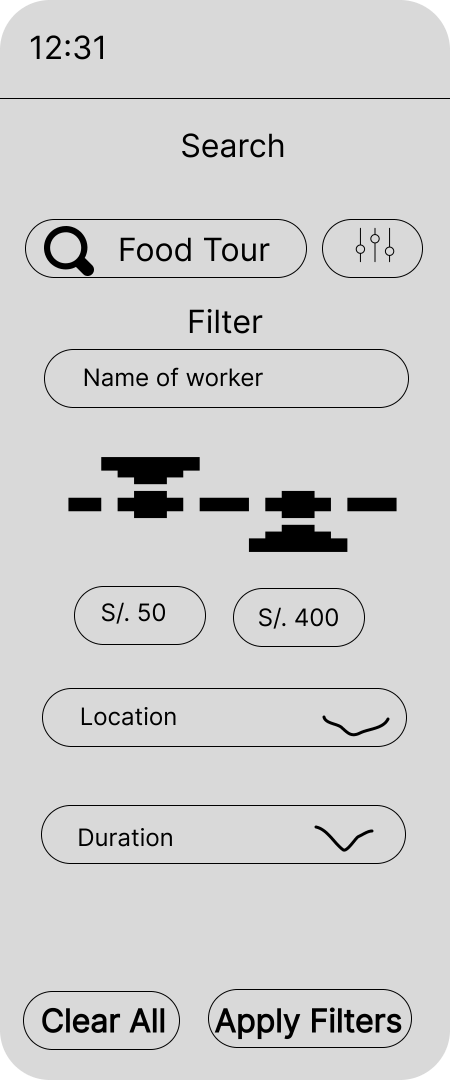 12:31
Search
Food Tour
Filter
Name of worker
S/. 50
S/. 400
Location
Duration
Clear All
Apply Filters